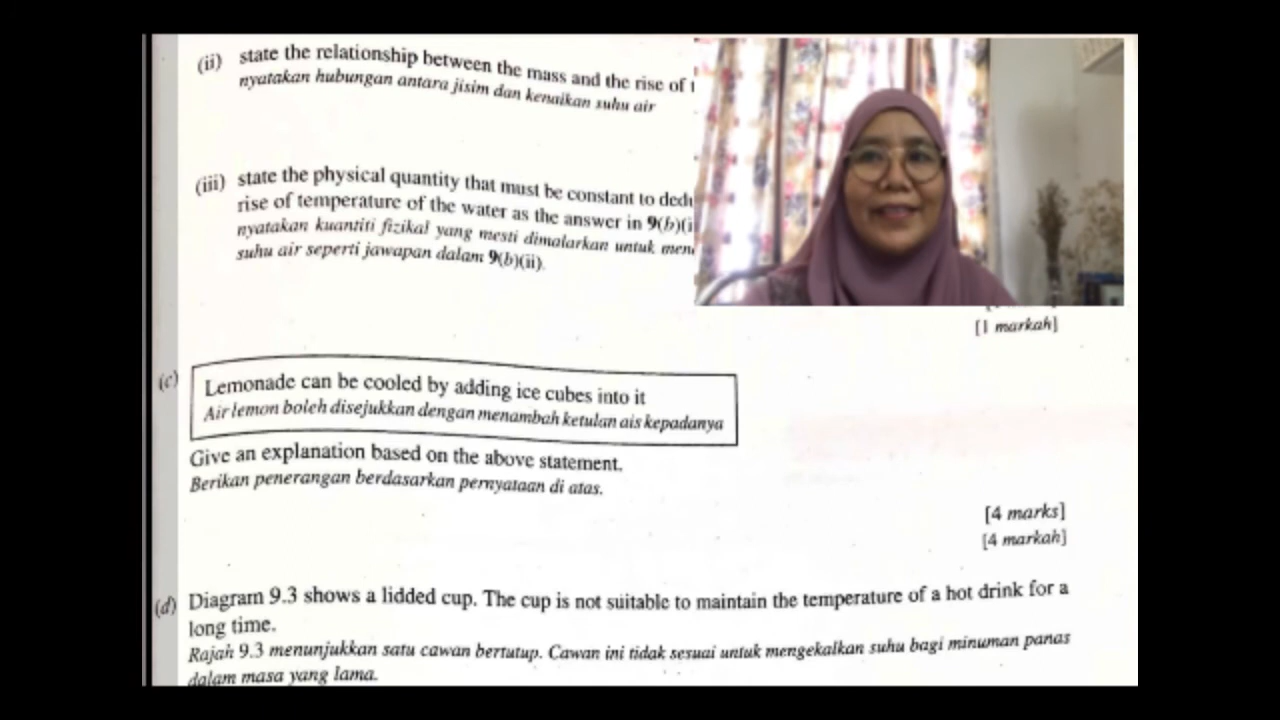 (ii) state the relationship between the mass and the rise of
nyatakan hubungan antara jisim dan kenaikan suhu air
(iii) state the physical quantity that must be constant to
rise of temperature of the water as the answer in 9(b)
nyatakan kuantiti fizikal yang mesti dimalarkan untuk
suhu air seperti jawapan dalam 9(b)(ii).
[1 markah]
(c) Lemonade can be cooled by adding ice cubes into it
Air lemon boleh disejukkan dengan menambah ketulan ais kepadanya
Give an explanation based on the above statement.
Berikan penerangan berdasarkan pernyataan di atas.
[4 marks]
[4 markah]
(d) Diagram 9.3 shows a lidded cup. The cup is not suitable to maintain the temperature of a hot drink for a
long time.
Rajah 9.3 menunjukkan satu cawan bertutup. Cawan ini tidak sesuai untuk mengekalkan suhu bagi minuman panas
dalam masa yang lama.